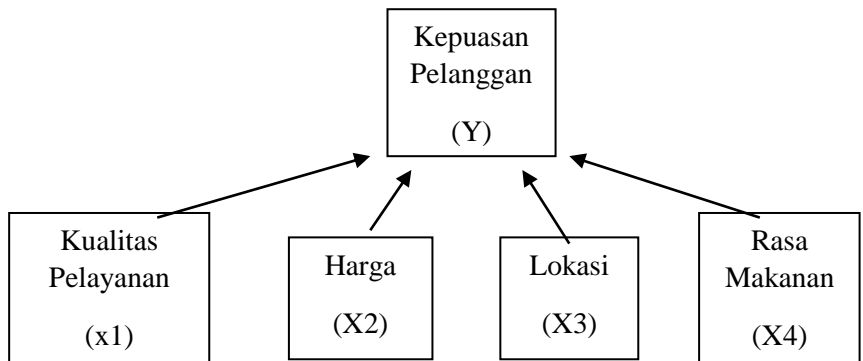 Kepuasan
Pelanggan
(Y)
Kualitas
Pelayanan
(x1)
Harga
(X2)
Lokasi
(X3)
Rasa
Makanan
(X4)